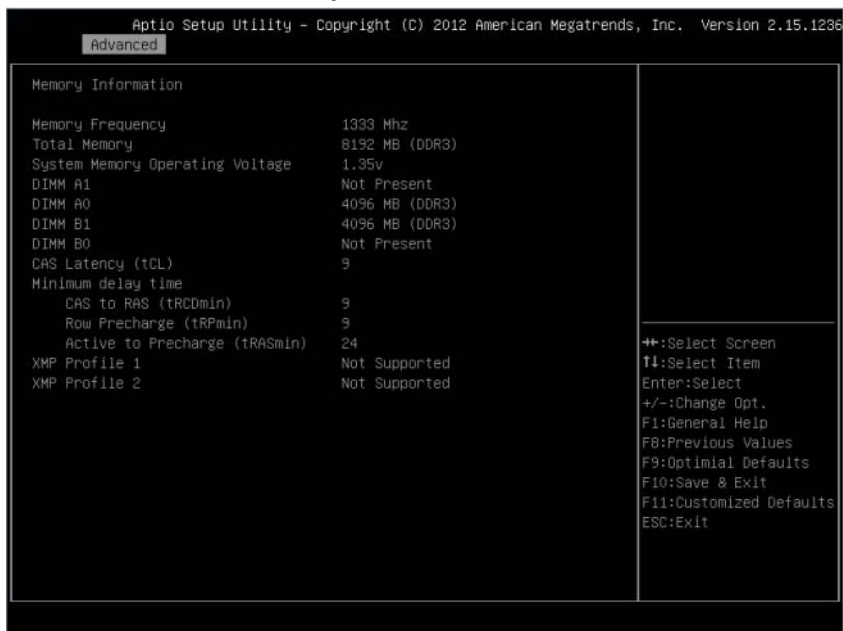 Aptio Setup Utility – Copyright (C) 2012 American Megatrends, Inc. Version 2.15.1236
Advanced
Memory Information
Memory Frequency 1333 Mhz
Total Memory 8192 MB (DDR3)
System Memory Operating Voltage 1.35v
DIMM A1 Not Present
DIMM A0 4096 MB (DDR3)
DIMM B1 4096 MB (DDR3)
DIMM B0 Not Present
CAS Latency (tCL) 9
Minimum delay time
CAS to RAS (tRCDmin) 9
Row Precharge (tRPmin) 9
Active to Precharge (tRASmin) 24
XMP Profile 1 Not Supported
XMP Profile 2 Not Supported
→←:Select Screen
↑↓:Select Item
Enter:Select
+/-:Change Opt.
F1:General Help
F8:Previous Values
F9:Optimial Defaults
F10:Save & Exit
F11:Customized Defaults
ESC:Exit